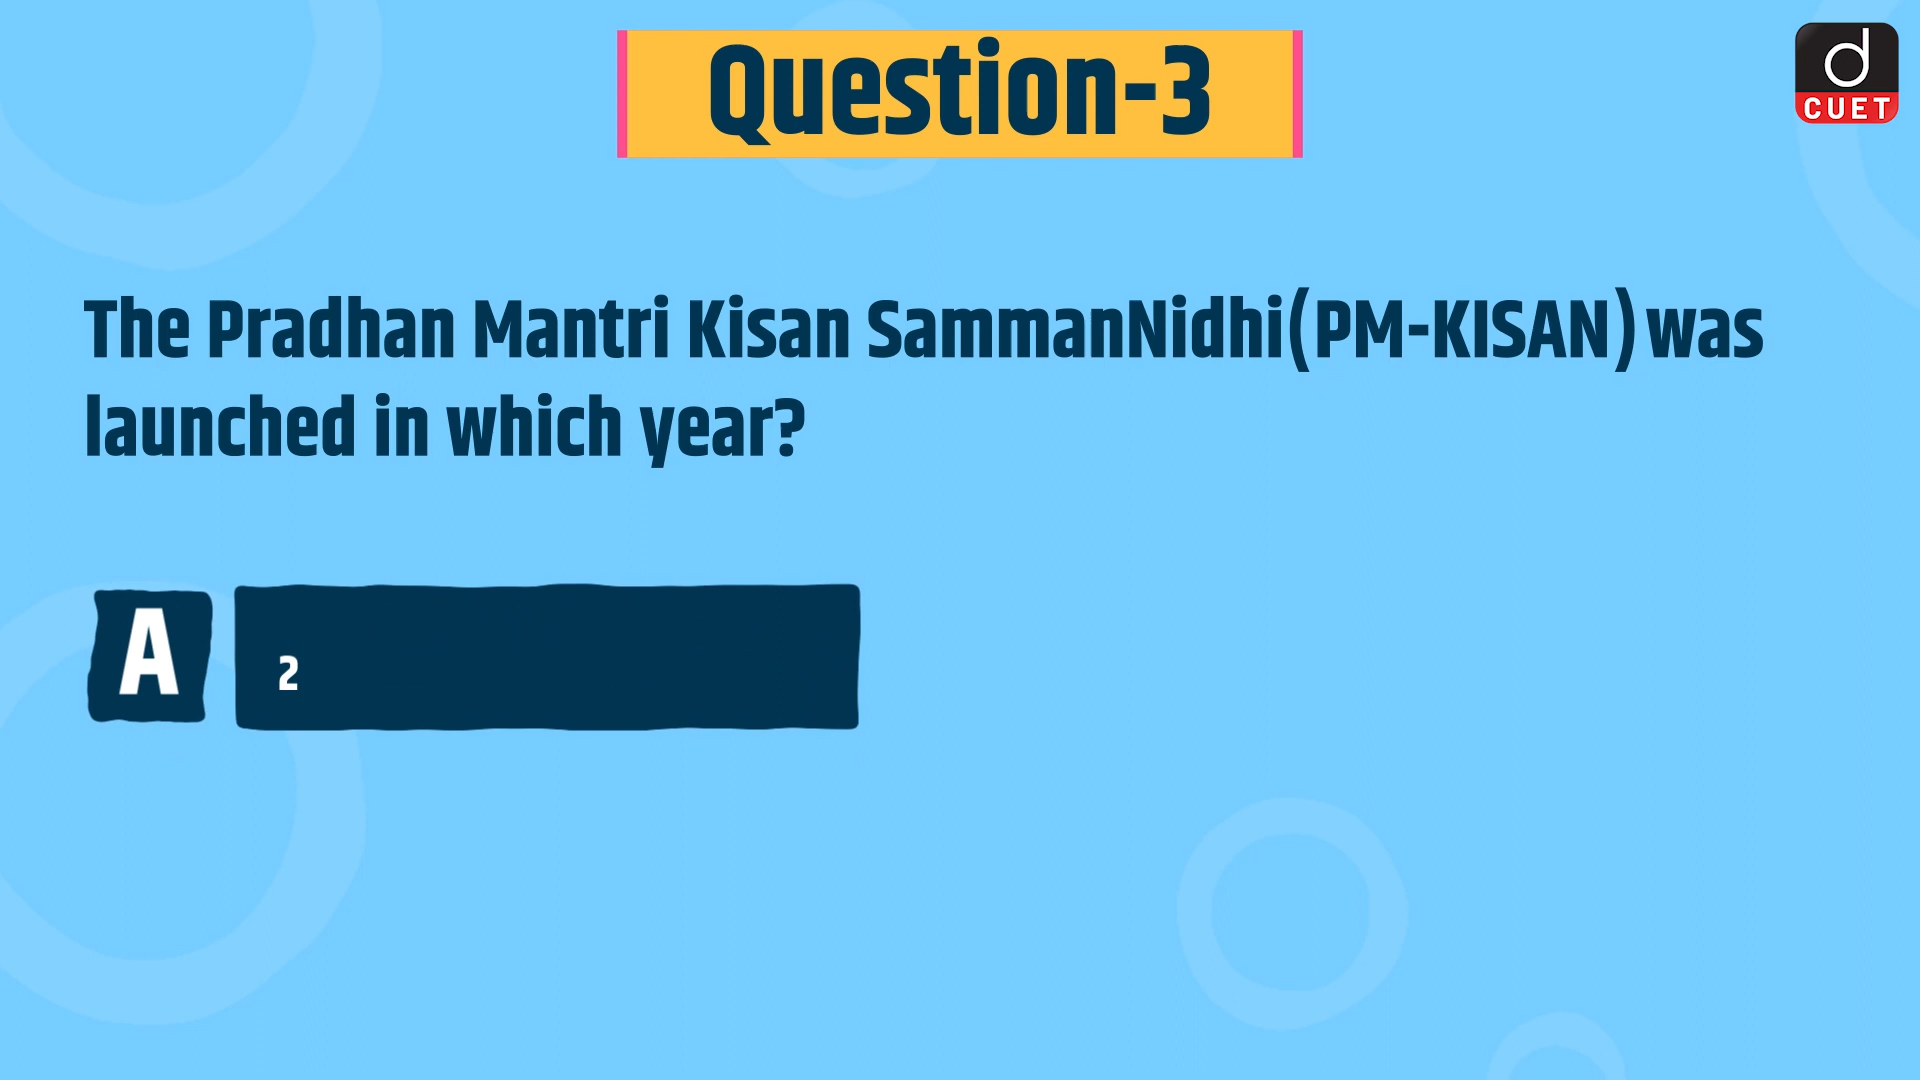 Question-3
d
CUET
The Pradhan Mantri Kisan SammanNidhi(PM-KISAN) was
launched in which year?
A
2